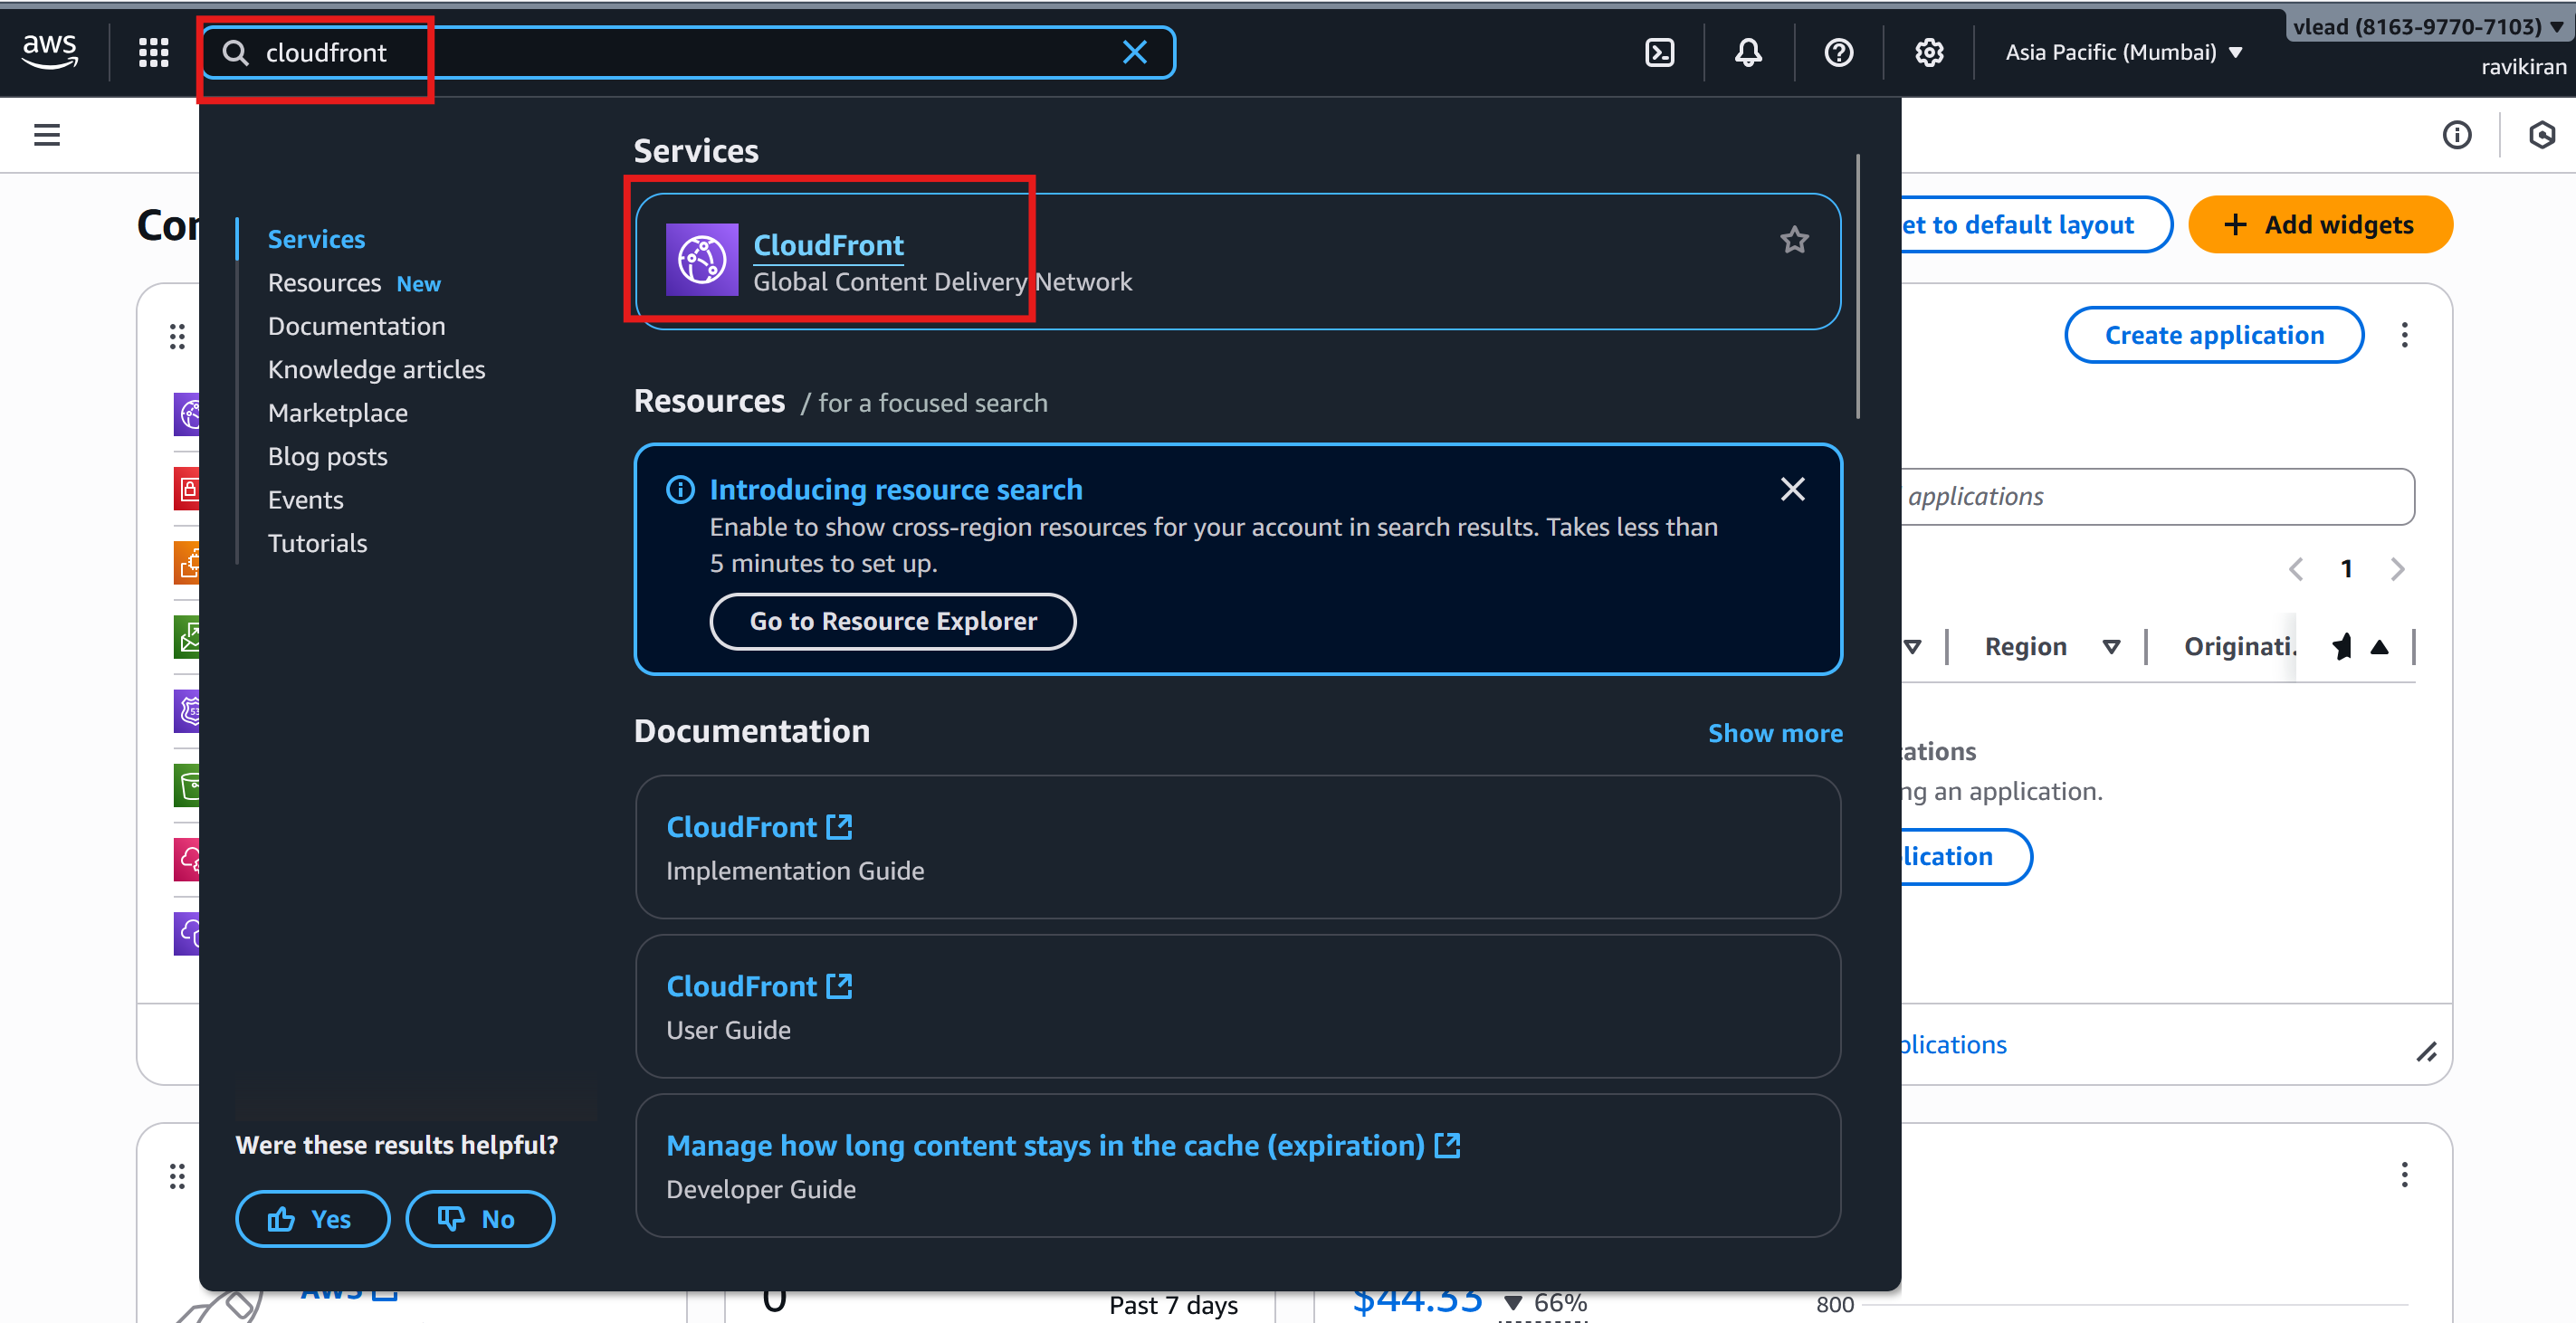 aws
cloudfront
Asia Pacific (Mumbai)
vlead (8163-9770-7103)
ravikiran
Services
Resources New
Documentation
Knowledge articles
Marketplace
Blog posts
Events
Tutorials
Were these results helpful?
Yes
No
Services
CloudFront
Global Content Delivery Network
Resources / for a focused search
Introducing resource search
Enable to show cross-region resources for your account in search results. Takes less than
5 minutes to set up.
Go to Resource Explorer
Documentation
Show more
CloudFront
Implementation Guide
CloudFront
User Guide
Manage how long content stays in the cache (expiration)
Developer Guide
Con
et to default layout
Add widgets
Create application
applications
1
Region
Originati.
ations
ng an application.
lication
plications
AWS
0
Past 7 days
$44.33
66%
800